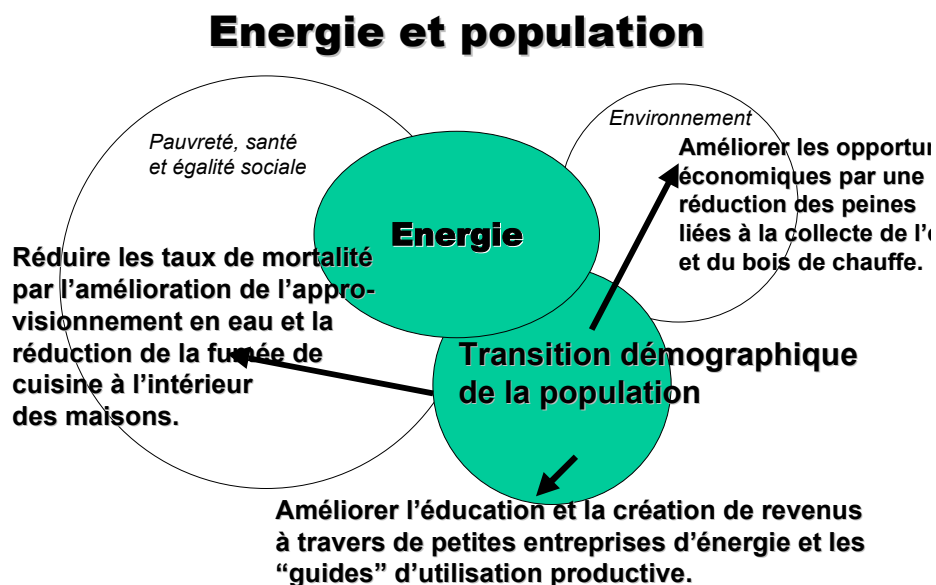 Energie et population
Pauvreté, santé
et égalité sociale
Environnement
Améliorer les
économiques par une
réduction des peines
liées à la collecte de
et du bois de chauffe.
Energie
Réduire les taux de mortalité
par l’amélioration de l’appro-
visionnement en eau et la
réduction de la fumée de
cuisine à l’intérieur
des maisons.
Transition démographique
de la population
Améliorer l’éducation et la création de revenus
à travers de petites entreprises d’énergie et les
“guides” d’utilisation productive.